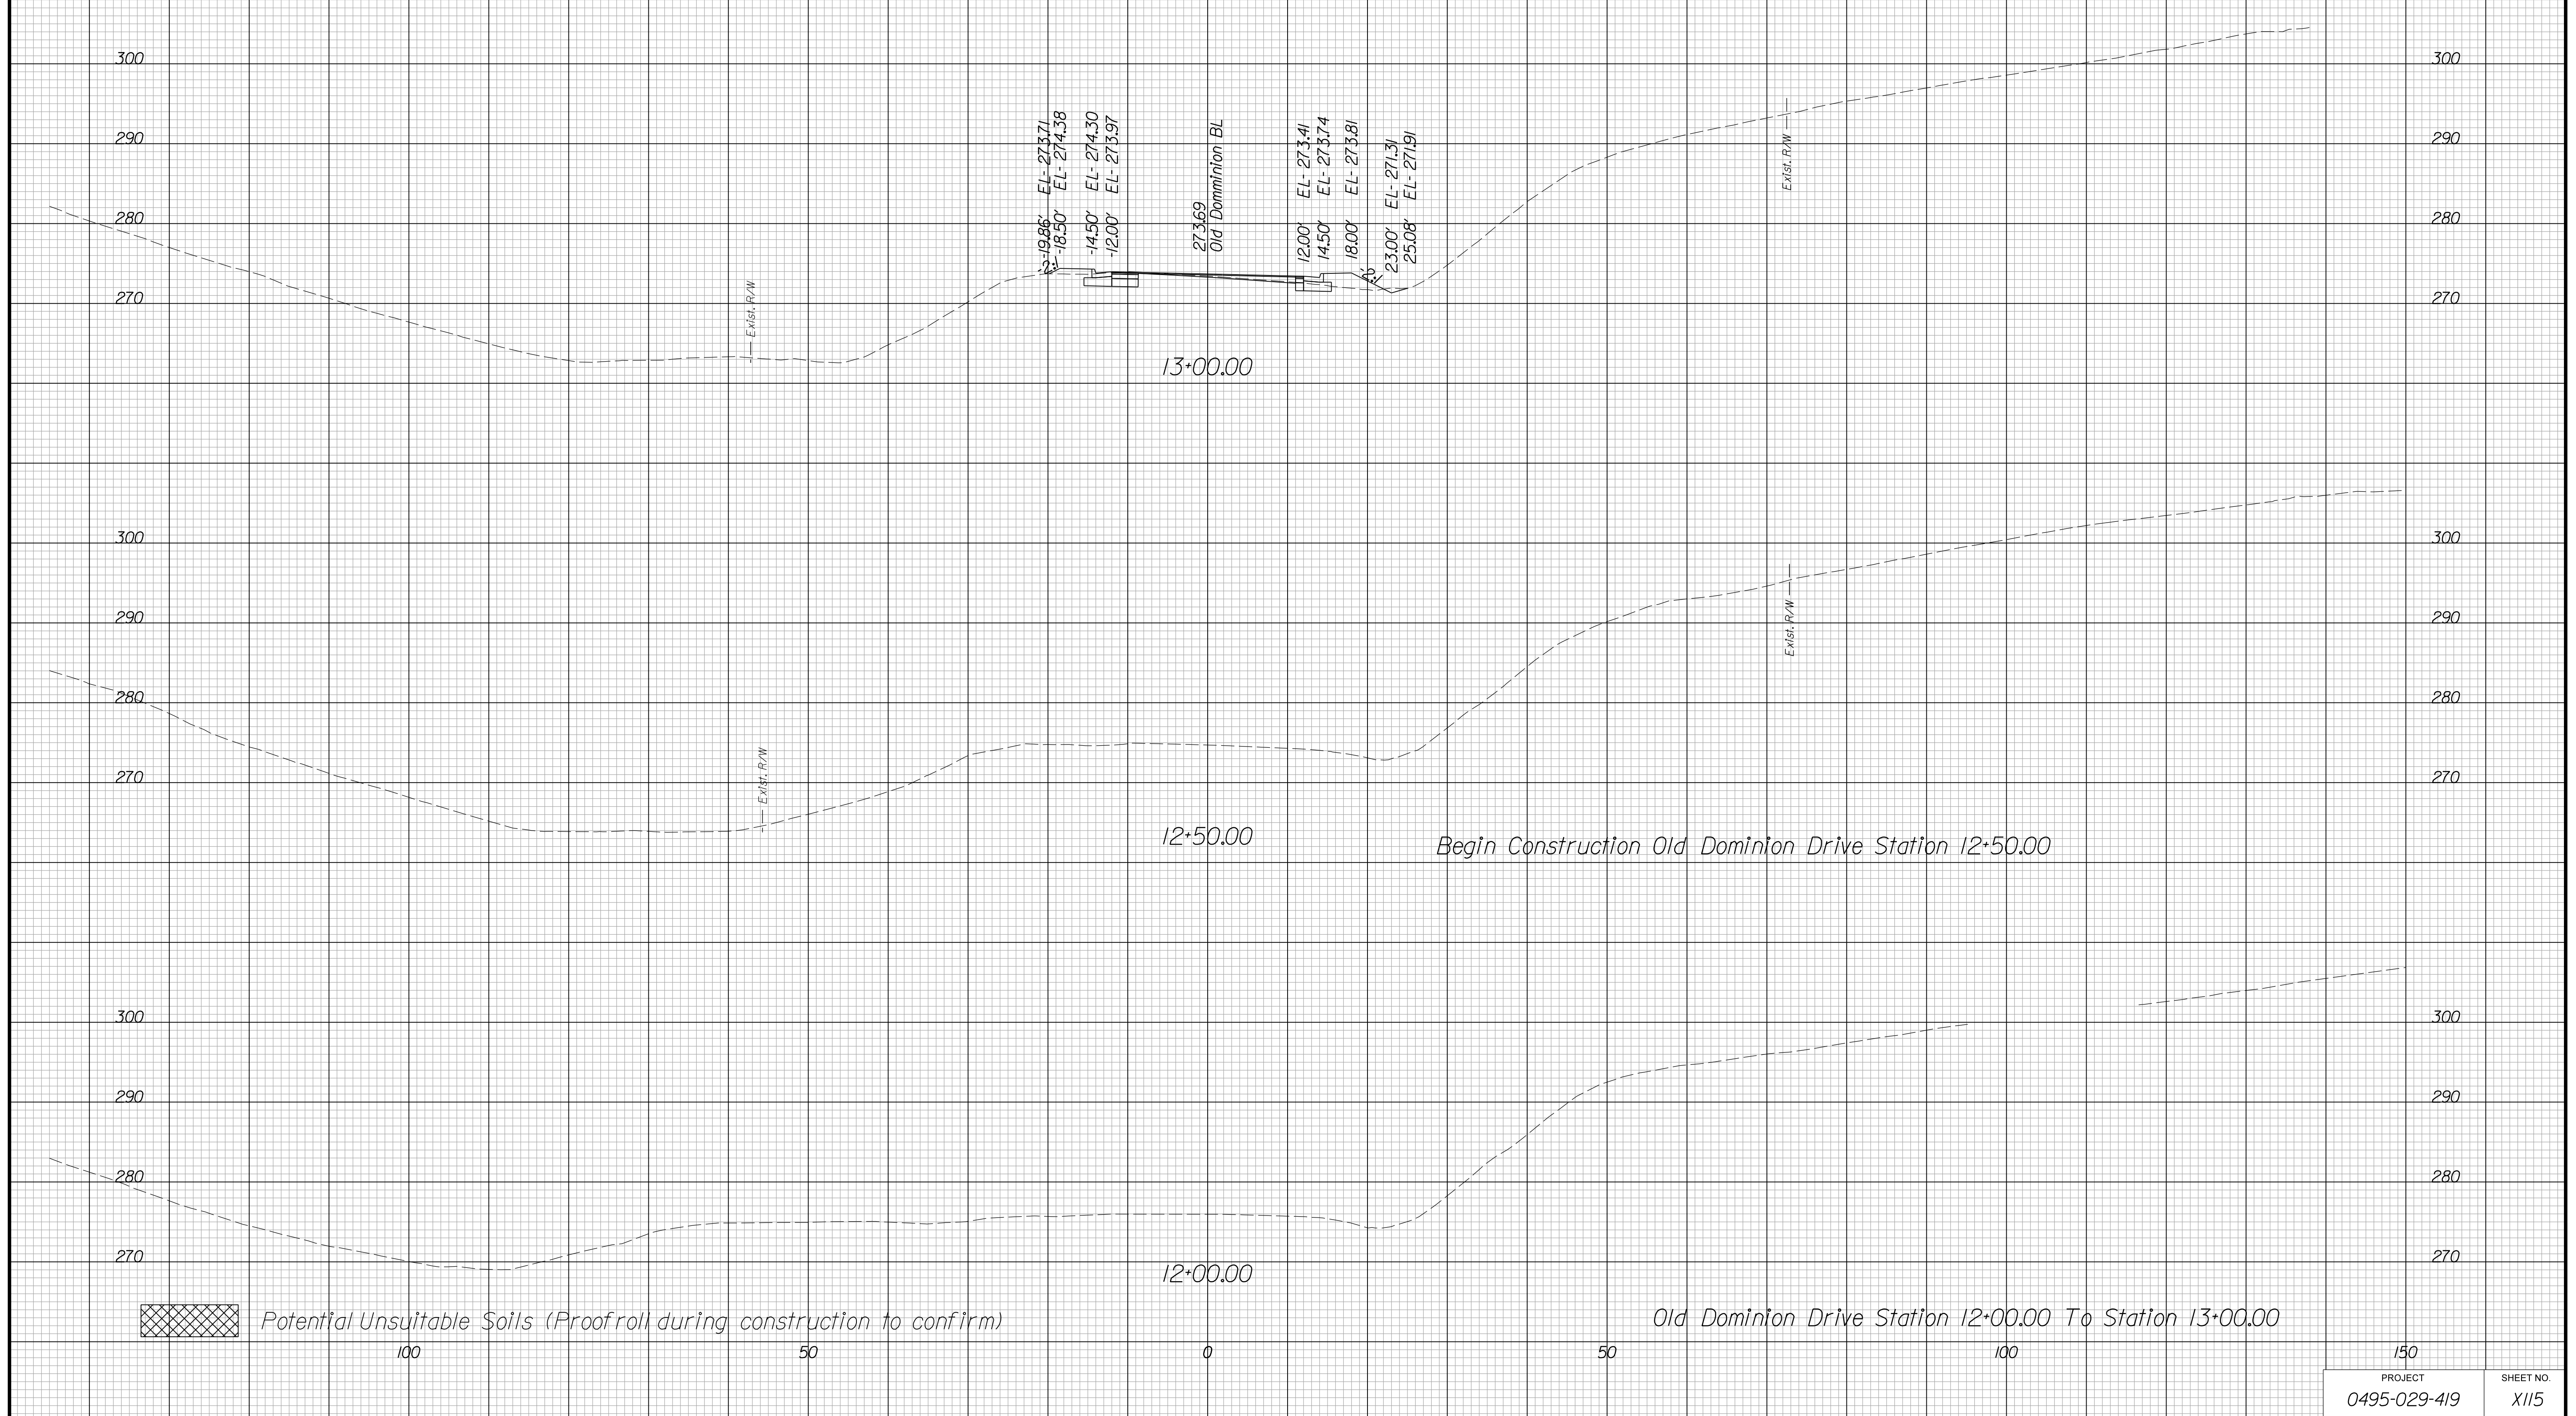 300 300
290 290
280 280
270 270
-19.86' EL- 273.71
-18.50' EL- 274.38
-14.50' EL- 274.30
-12.00' EL- 273.97
273.69
Old Domminion BL
12.00' EL- 273.41
14.50' EL- 273.74
18.00' EL- 273.81
23.00' EL- 271.31
25.08' EL- 271.91
-2:1
-2:1
Exist. R/W
Exist. R/W
13+00.00
300 300
290 290
280 280
270 270
Exist. R/W
Exist. R/W
12+50.00
Begin Construction Old Dominion Drive Station 12+50.00
300 300
290 290
280 280
270 270
12+00.00
Potential Unsuitable Soils (Proofroll during construction to confirm)
Old Dominion Drive Station 12+00.00 To Station 13+00.00
100 50 0 50 100 150
PROJECT
0495-029-419
SHEET NO.
X115